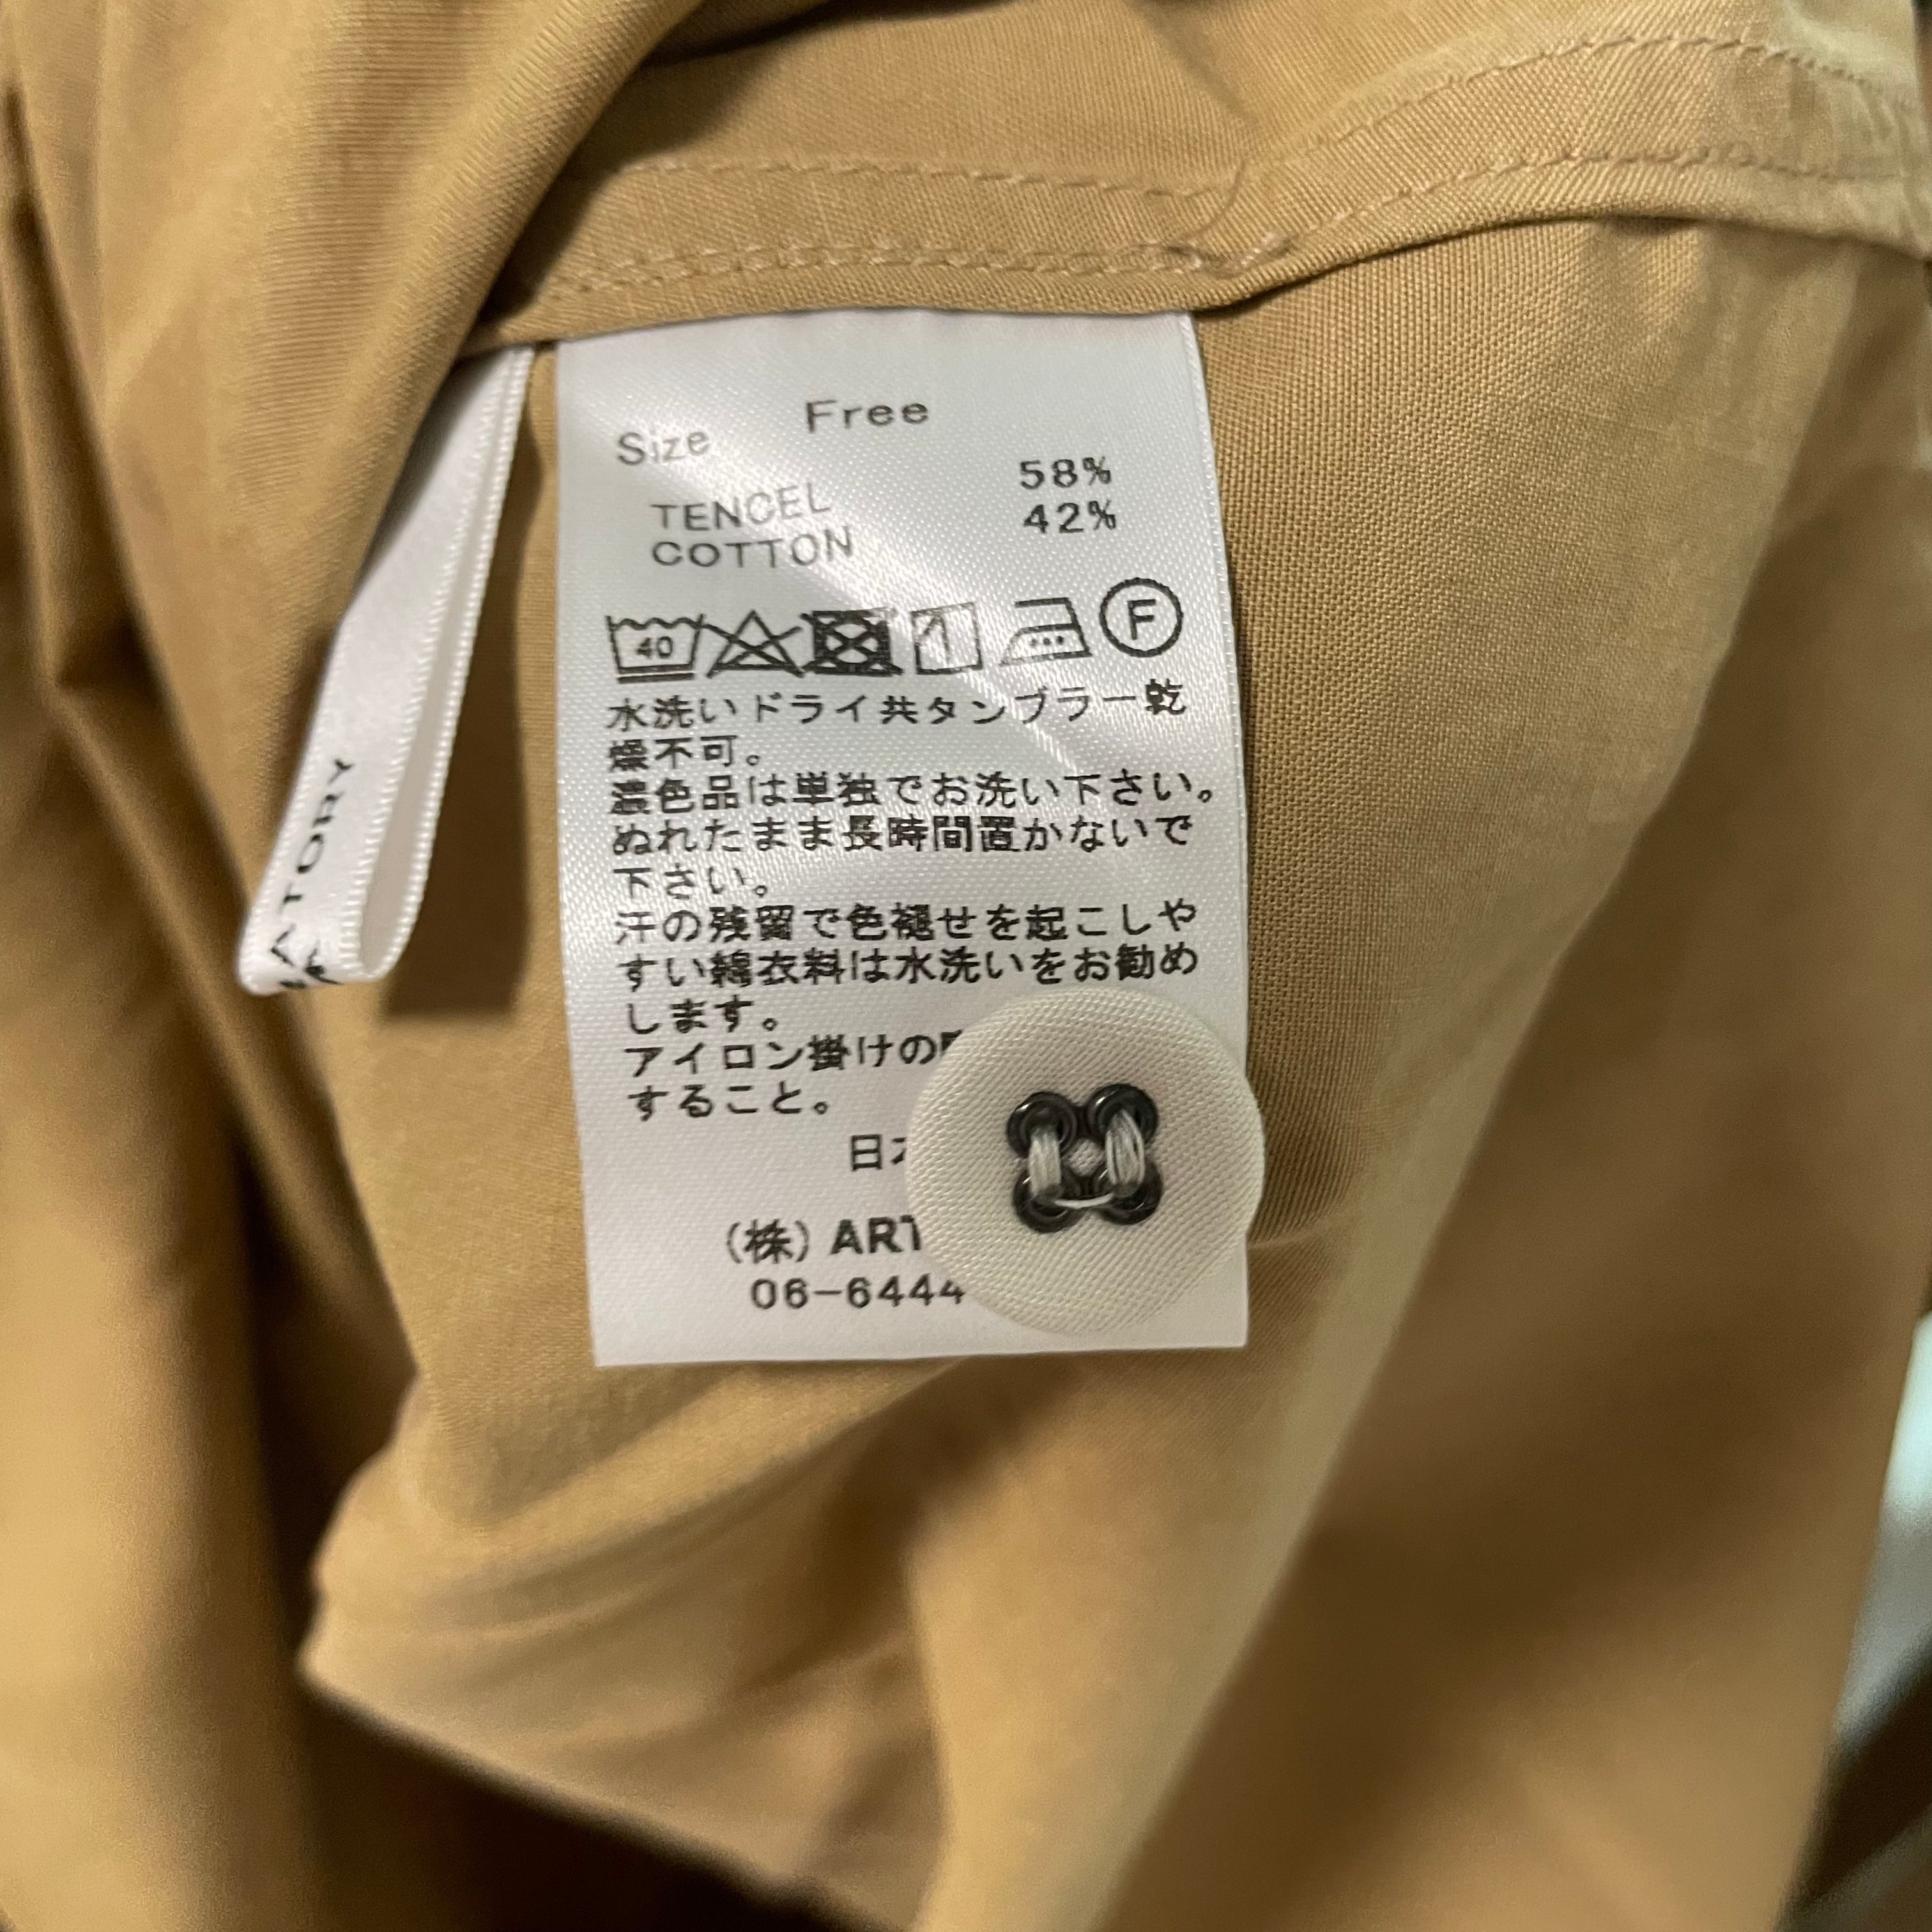 Size Free
TENCEL 58%
COTTON 42%
40 F
水洗いドライ共タンブラー乾
燥不可。
濃色品は単独でお洗い下さい。
ぬれたまま長時間置かないで
下さい。
汗の残留で色褪せを起こしや
すい綿衣料は水洗いをお勧め
します。
アイロン掛けの
すること。
日
(株) ART
06-6444
ATORY